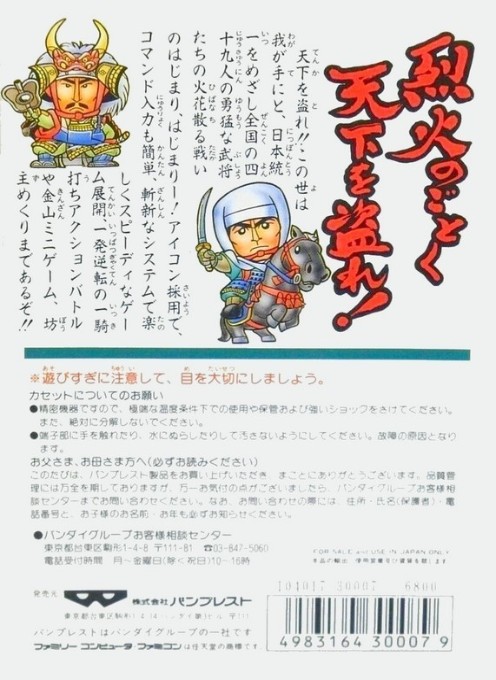 烈火のごとく
天下を盗れ!
天下を盗れ!!この世は
我が手にと、日本統
一をめざし全国の四
十九人の勇猛な武将
たちの火花散る戦い
のはじまり、はじまりー!アイコン採用で、
コマンド入力も簡単、斬新なシステムで楽
しくスピーディなゲー
ム展開、一発逆転の一騎
打ちアクションバトル
や金山ミニゲーム、坊
主めくりまであるぞ!!
※遊びすぎに注意して、目を大切にしましょう。
カセットについてのお願い
●精密機器ですので、極端な温度条件下での使用や保管および強いショックをさけてください。
また、絶対に分解しないでください。
●端子部に手を触れたり、水にぬらしたりして汚さないようにしてください。故障の原因となり
ます。
お父さま、お母さま方へ(必ずお読みください)
このたびは、バンプレスト製品をお買い上げいただき、まことにありがとうございます。品質管
理には万全を期しておりますが、万一お気付の点がございましたら、バンダイグループお客様相
談センターまでお問い合わせください。なお、お問い合わせの際には、住所・氏名(保護者)・電
話番号と、お子様のお名前・お年も必ずお知らせください。
●バンダイグループお客様相談センター
東京都台東区駒形1-4-8 〒111-81 ☎03-847-5060
電話受付時間 月〜金曜日(除く祝日)10-16時
FOR SALE and USE IN JAPAN ONLY
本品の輸出、使用営業及び賃貸を禁じます
104017 30007 6800
発売元 株式会社バンプレスト
バンプレストはバンダイグループの一社です
ファミリーコンピュータ・ファミコンは任天堂の商標です
4983164300079